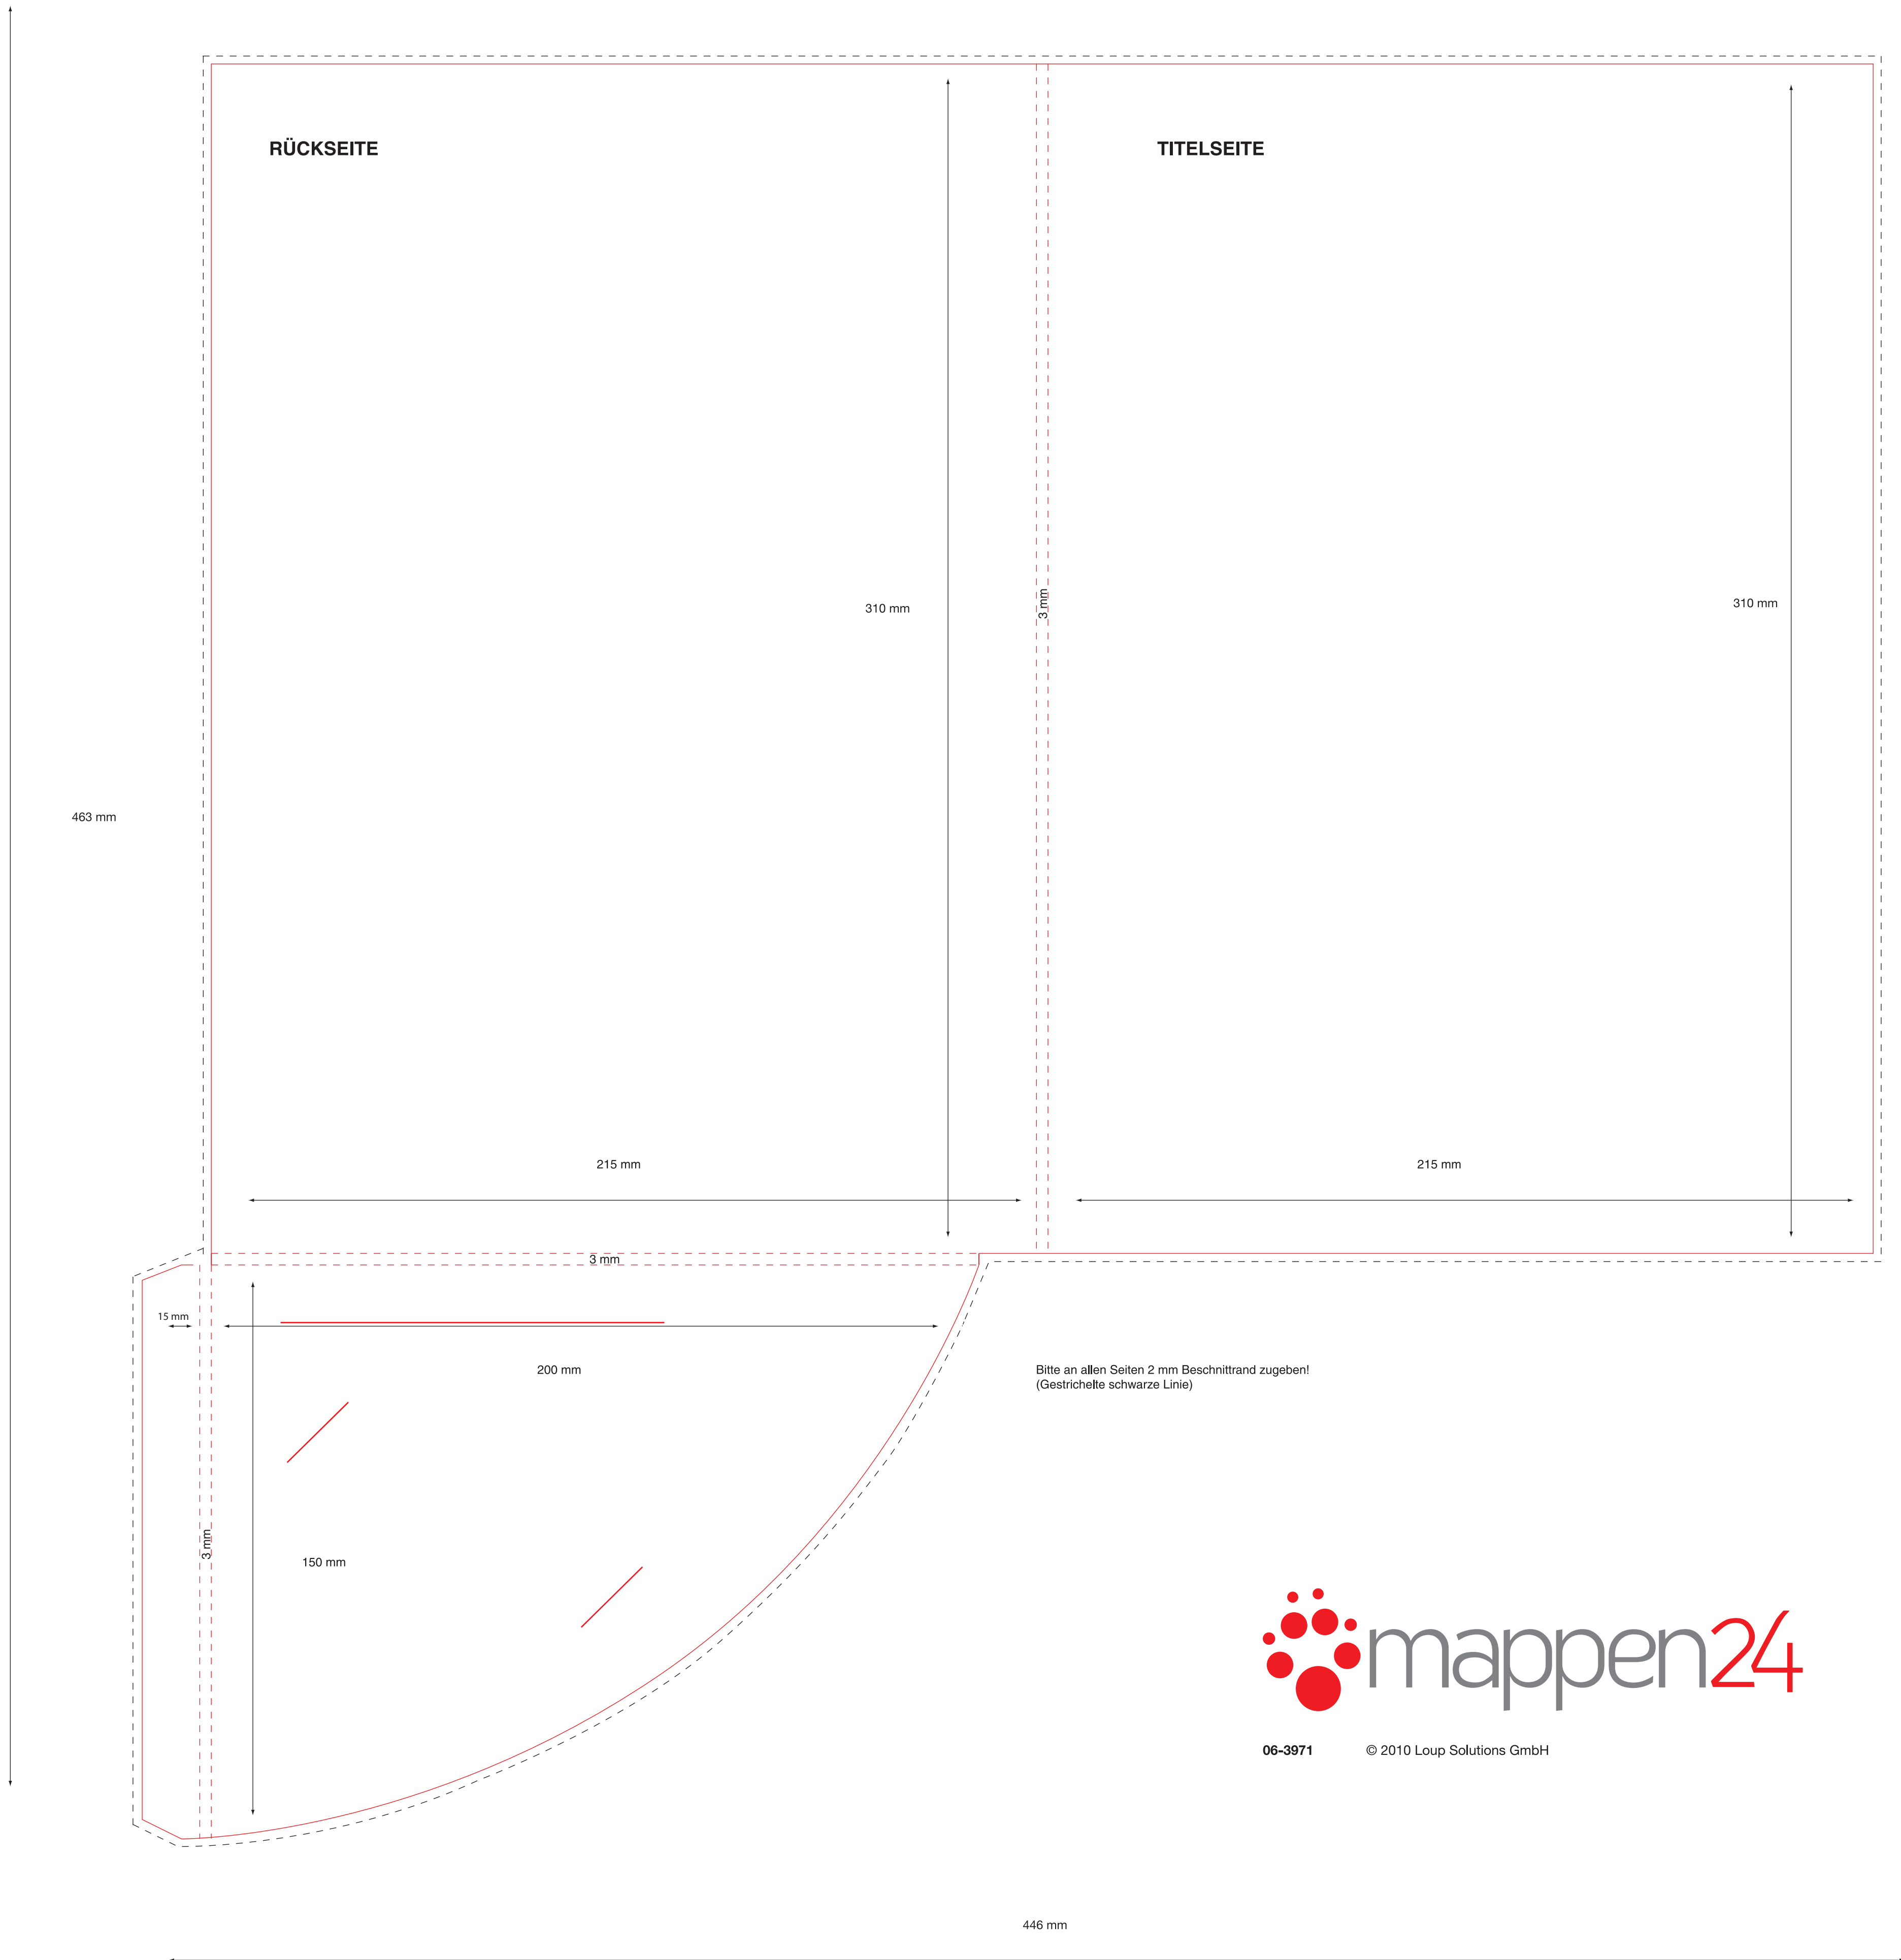 RÜCKSEITE
TITELSEITE
310 mm
3 mm
310 mm
463 mm
215 mm
215 mm
3 mm
15 mm
200 mm
Bitte an allen Seiten 2 mm Beschnittrand zugeben!
(Gestrichelte schwarze Linie)
3 mm
150 mm
mappen24
06-3971 © 2010 Loup Solutions GmbH
446 mm